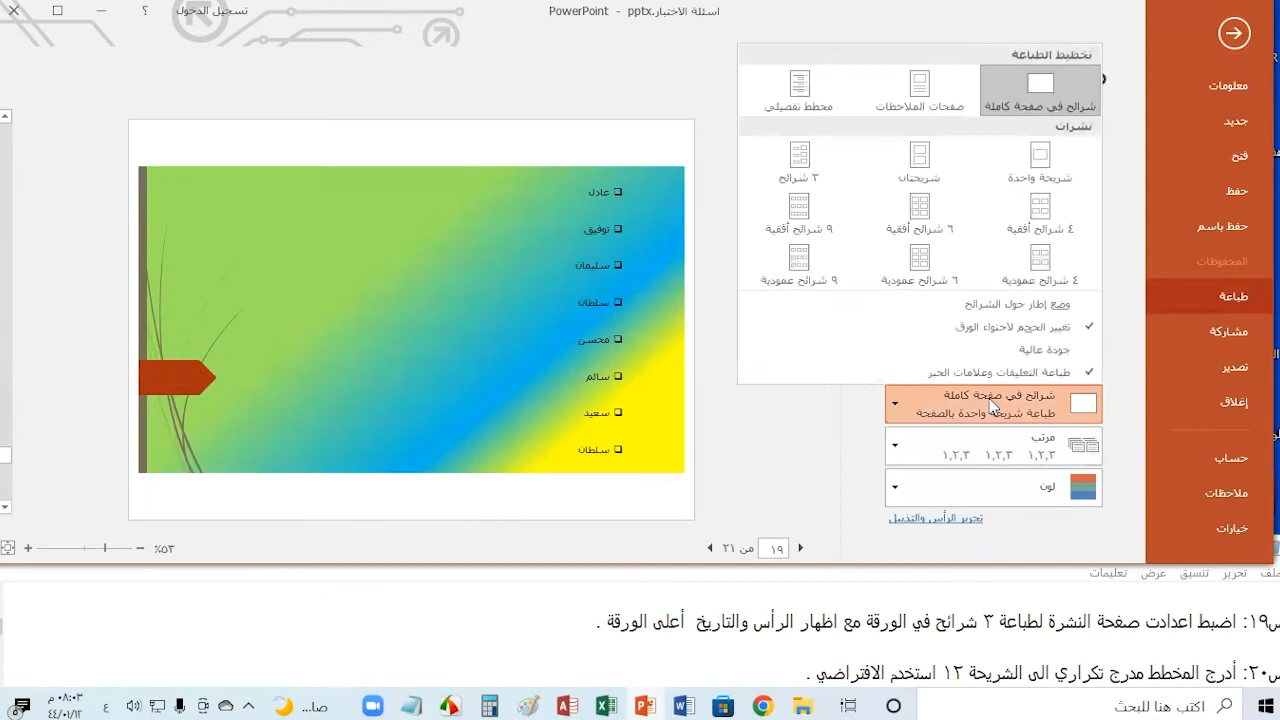 تسجيل الدخول
؟
اسئلة الاختبار.pptx - PowerPoint
معلومات
جديد
فتح
حفظ
حفظ باسم
المحفوظات
طباعة
مشاركة
تصدير
إغلاق
حساب
ملاحظات
خيارات
تخطيط الطباعة
شرائح في صفحة كاملة
صفحات الملاحظات
مخطط تفصيلي
نشرات
شريحة واحدة
شريحتان
٣ شرائح
٤ شرائح أفقية
٦ شرائح أفقية
٩ شرائح أفقية
٤ شرائح عمودية
٦ شرائح عمودية
٩ شرائح عمودية
وضع إطار حول الشرائح
تغيير الحجم لاحتواء الورق
جودة عالية
طباعة التعليقات وعلامات الحبر
شرائح في صفحة كاملة
طباعة شريحة واحدة بالصفحة
مرتب
١,٢,٣ ١,٢,٣ ١,٢,٣
لون
تحرير الرأس والتذييل
عادل
توفيق
سليمان
سلطان
محسن
سالم
سعيد
سلطان
١٩ من ٢١
٥٣٪
ملف تحرير تنسيق عرض تعليمات
س١٩: اضبط اعدادت صفحة النشرة لطباعة ٣ شرائح في الورقة مع اظهار الرأس والتاريخ أعلى الورقة .
س٢٠: أدرج المخطط مدرج تكراري الى الشريحة ١٢ استخدم الافتراضي .
اكتب هنا للبحث
صا...
ع
٠٨:٠٣ م
٤٤/٠١/١٢